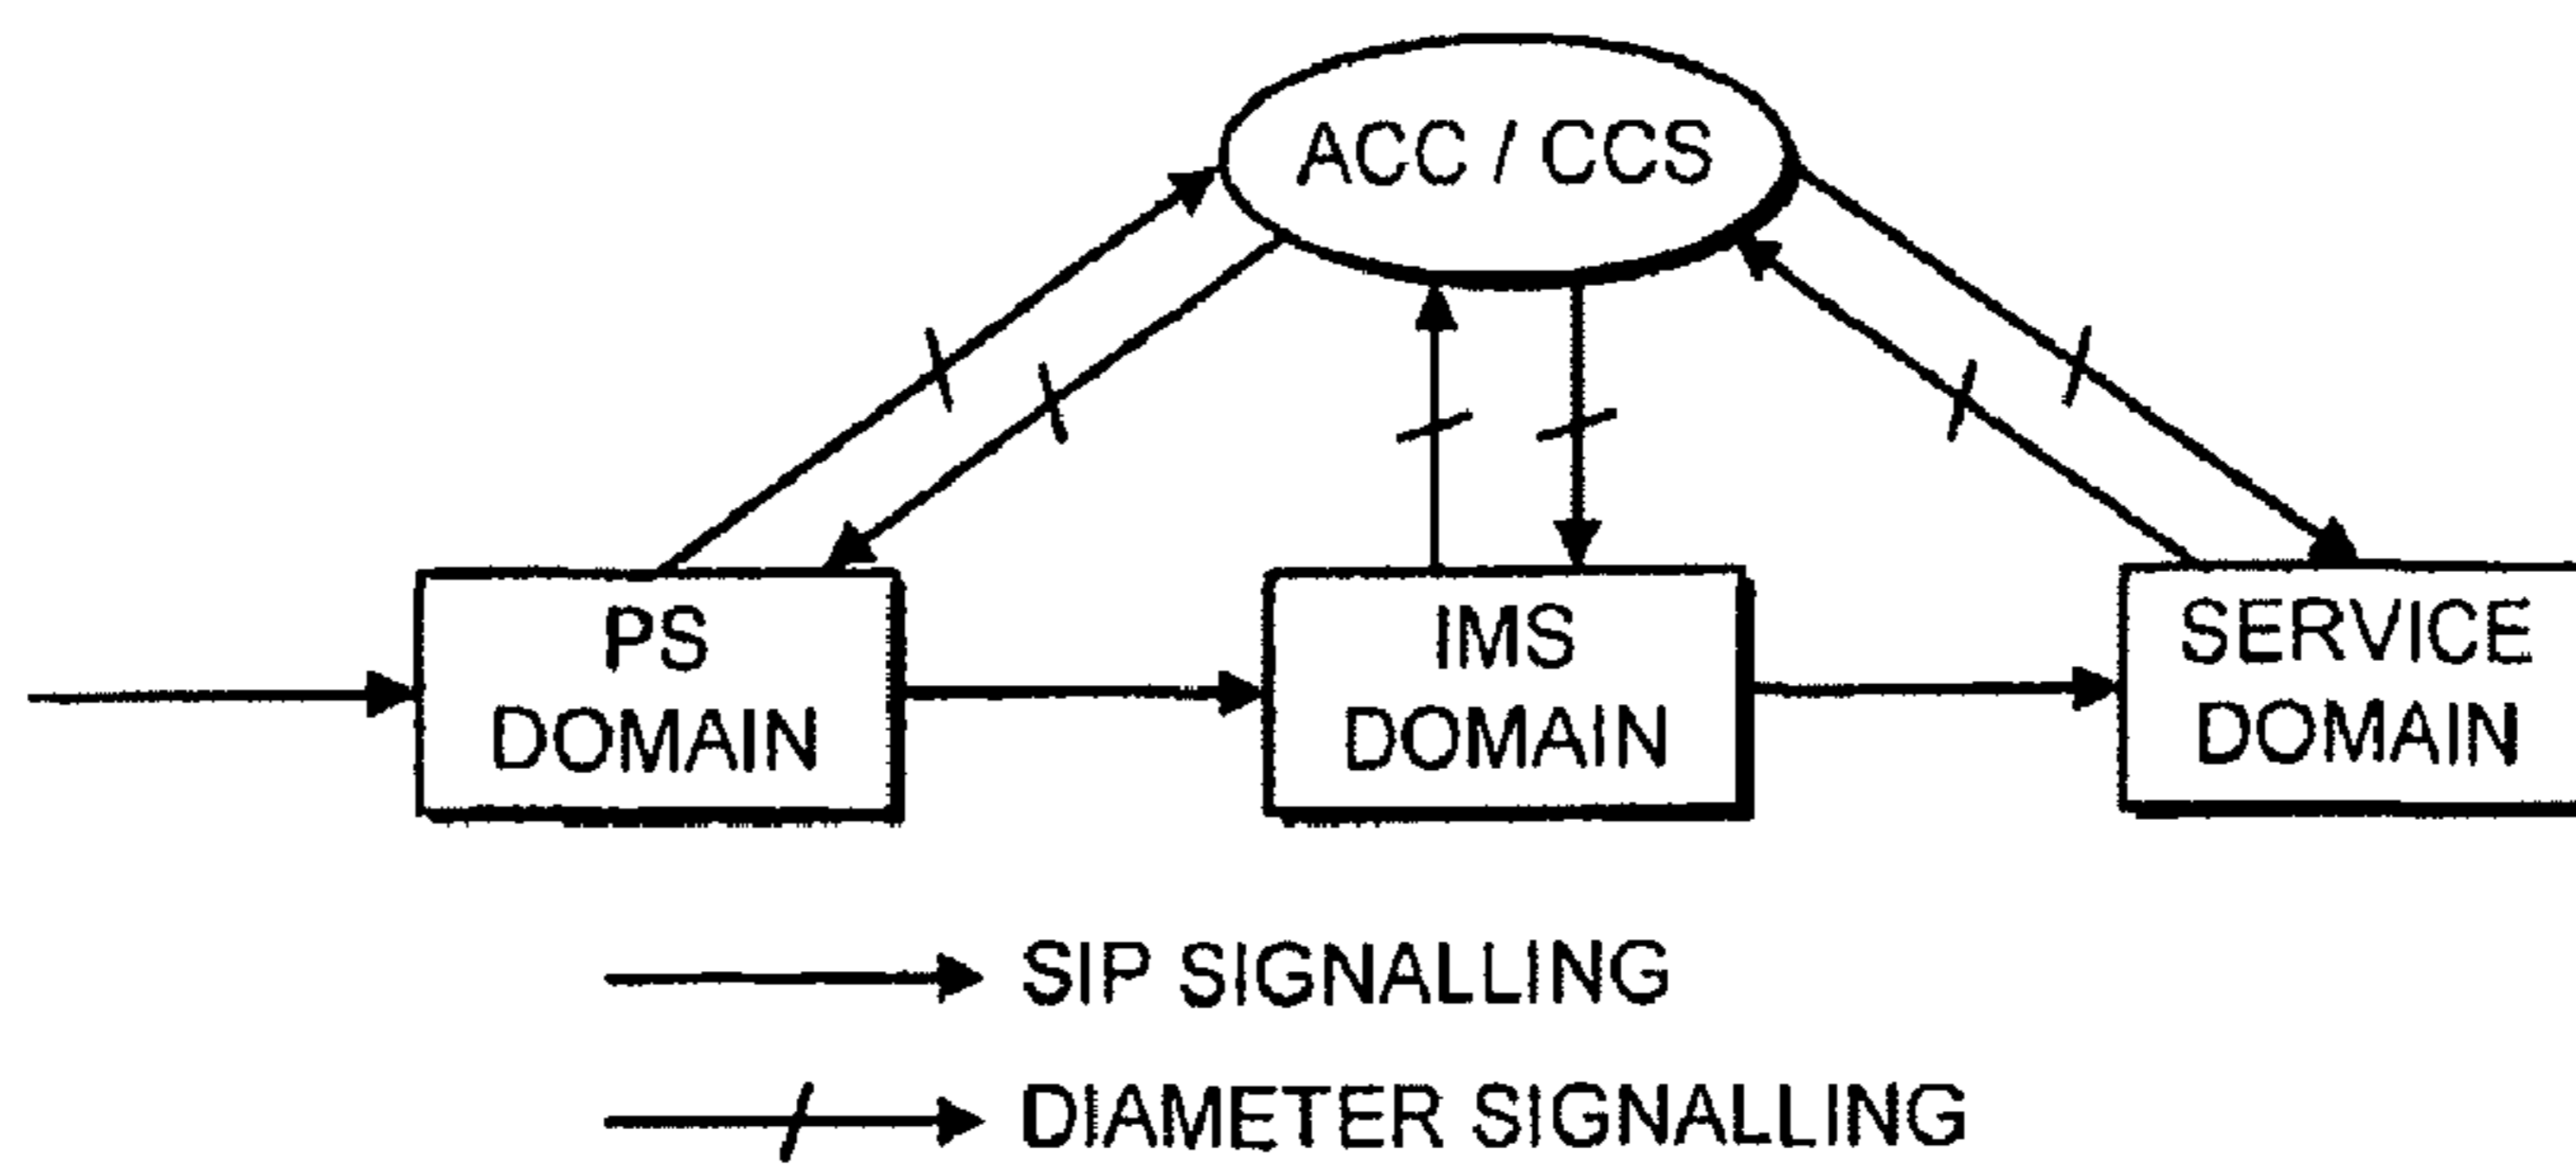 ACC / CCS
PS
DOMAIN
IMS
DOMAIN
SERVICE
DOMAIN
SIP SIGNALLING
DIAMETER SIGNALLING